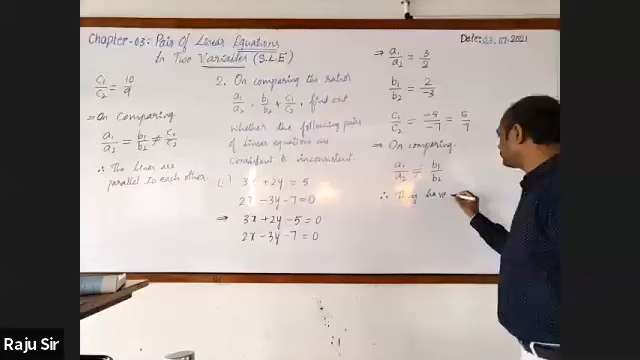 Chapter-03: Pair Of Linear Equations
In Two Variables (S.L.E)
Date: 03.07.2021
C₁/C₂ = 10/9
⇒ On Comparing
a₁/a₂ = b₁/b₂ ≠ C₁/C₂
∴ The Lines are
parallel to each other.
2. On comparing the ratios
a₁/a₂, b₁/b₂ & C₁/C₂, find out
whether the following pairs
of linear equations are
consistent & inconsistent.
(i) 3x + 2y = 5
2x - 3y - 7 = 0
⇒ 3x + 2y - 5 = 0
2x - 3y - 7 = 0
⇒ a₁/a₂ = 3/2
b₁/b₂ = 2/-3
C₁/C₂ = -5/-7 = 5/7
⇒ On comparing
a₁/a₂ ≠ b₁/b₂
∴ They have
Raju Sir